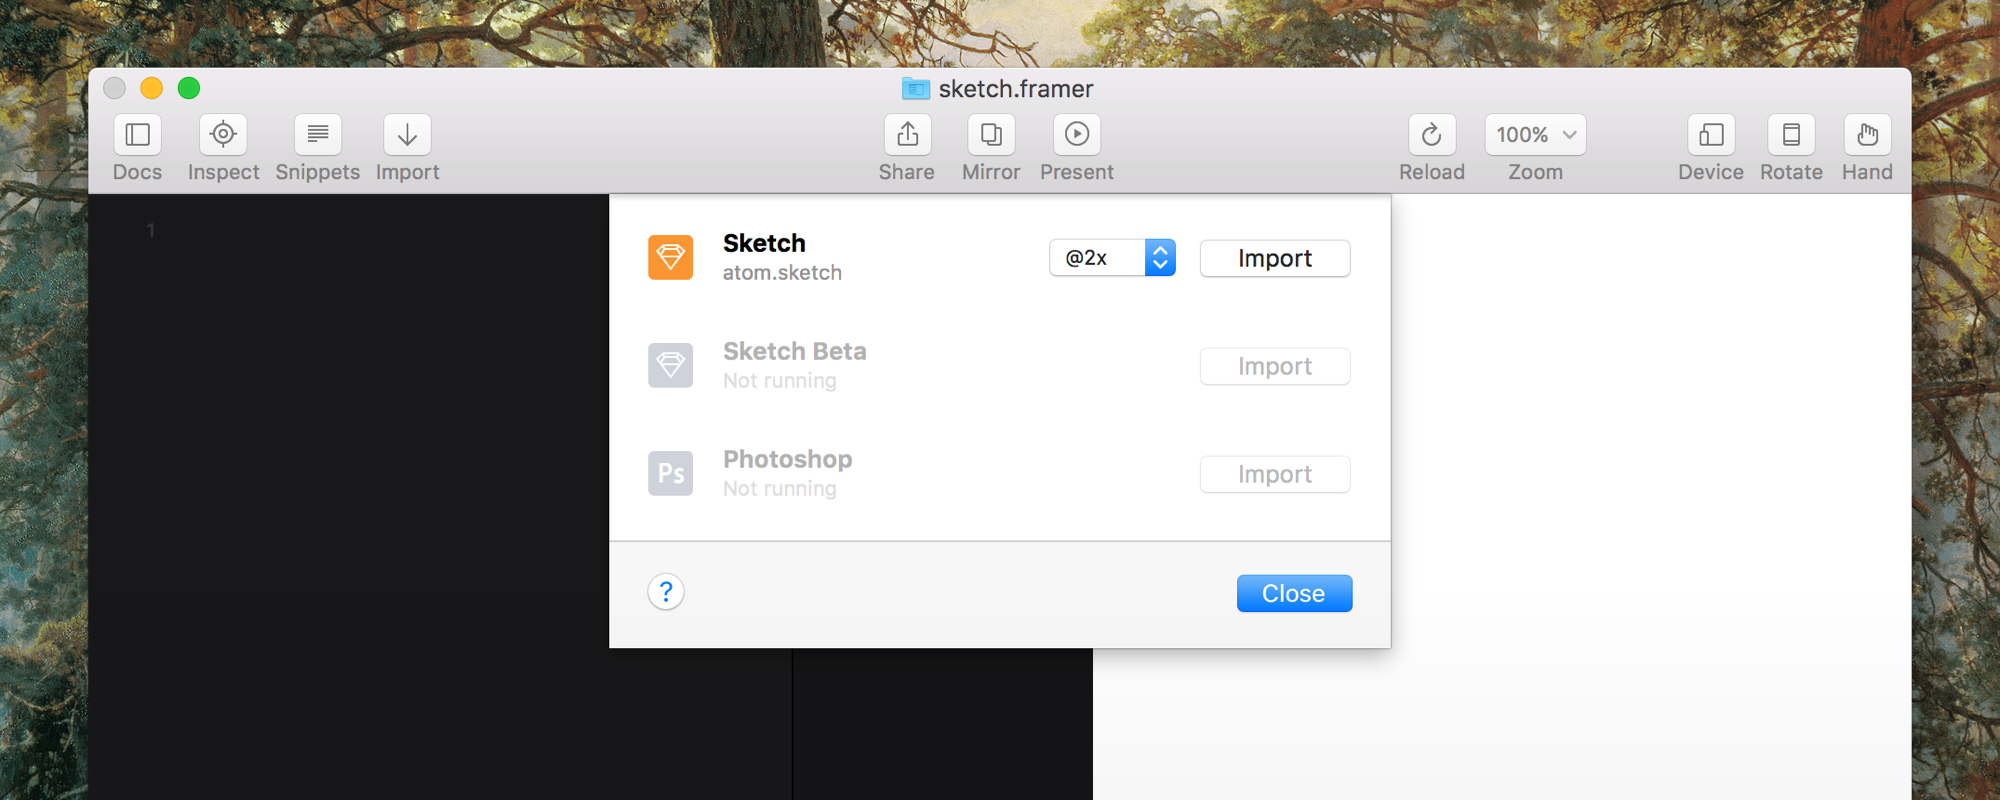 sketch.framer
Docs Inspect Snippets Import Share Mirror Present Reload 100% Zoom Device Rotate Hand
1
Sketch
atom.sketch
@2x
Import
Sketch Beta
Not running
Import
Ps
Photoshop
Not running
Import
?
Close